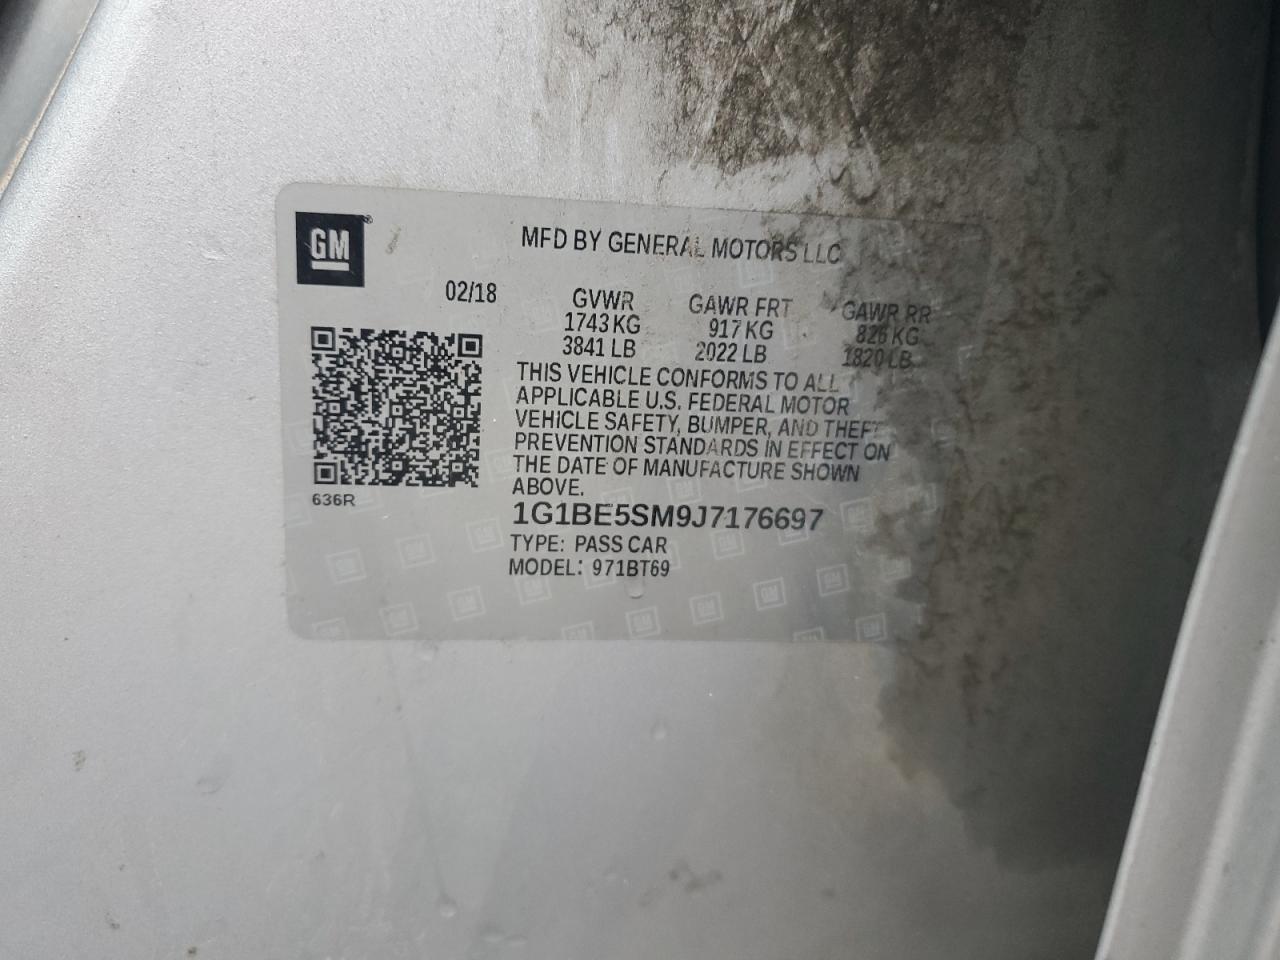 GM
MFD BY GENERAL MOTORS LLC
02/18 GVWR GAWR FRT GAWR RR
1743 KG 917 KG 826 KG
3841 LB 2022 LB 1820 LB
THIS VEHICLE CONFORMS TO ALL
APPLICABLE U.S. FEDERAL MOTOR
VEHICLE SAFETY, BUMPER, AND THEFT
PREVENTION STANDARDS IN EFFECT ON
THE DATE OF MANUFACTURE SHOWN
ABOVE.
636R
1G1BE5SM9J7176697
TYPE: PASS CAR
MODEL: 971BT69